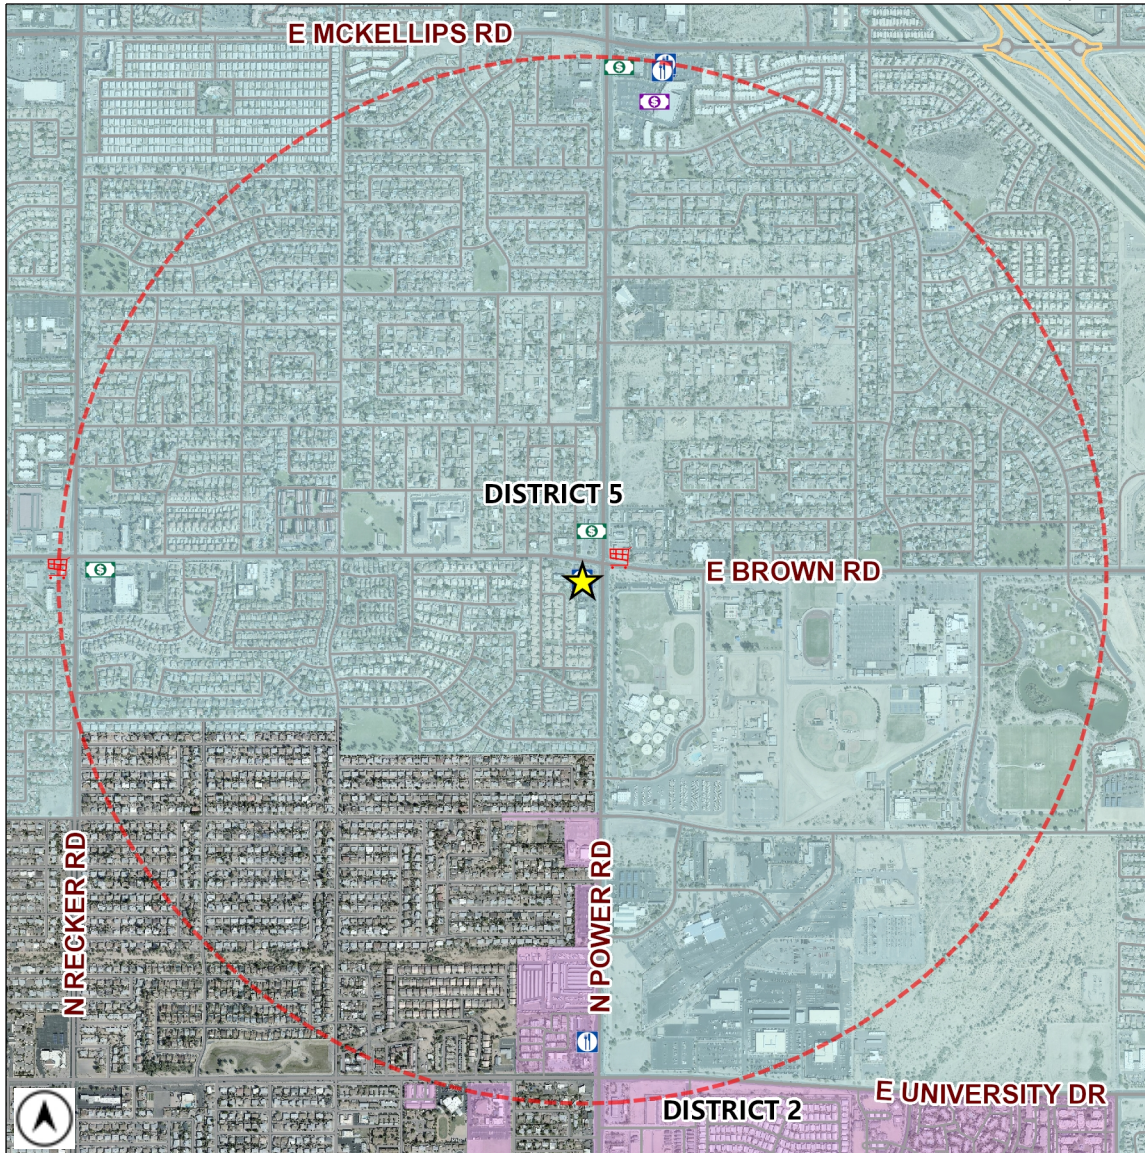 E MCKELLIPS RD
DISTRICT 5
E BROWN RD
N RECKER RD
N POWER RD
E UNIVERSITY DR
DISTRICT 2